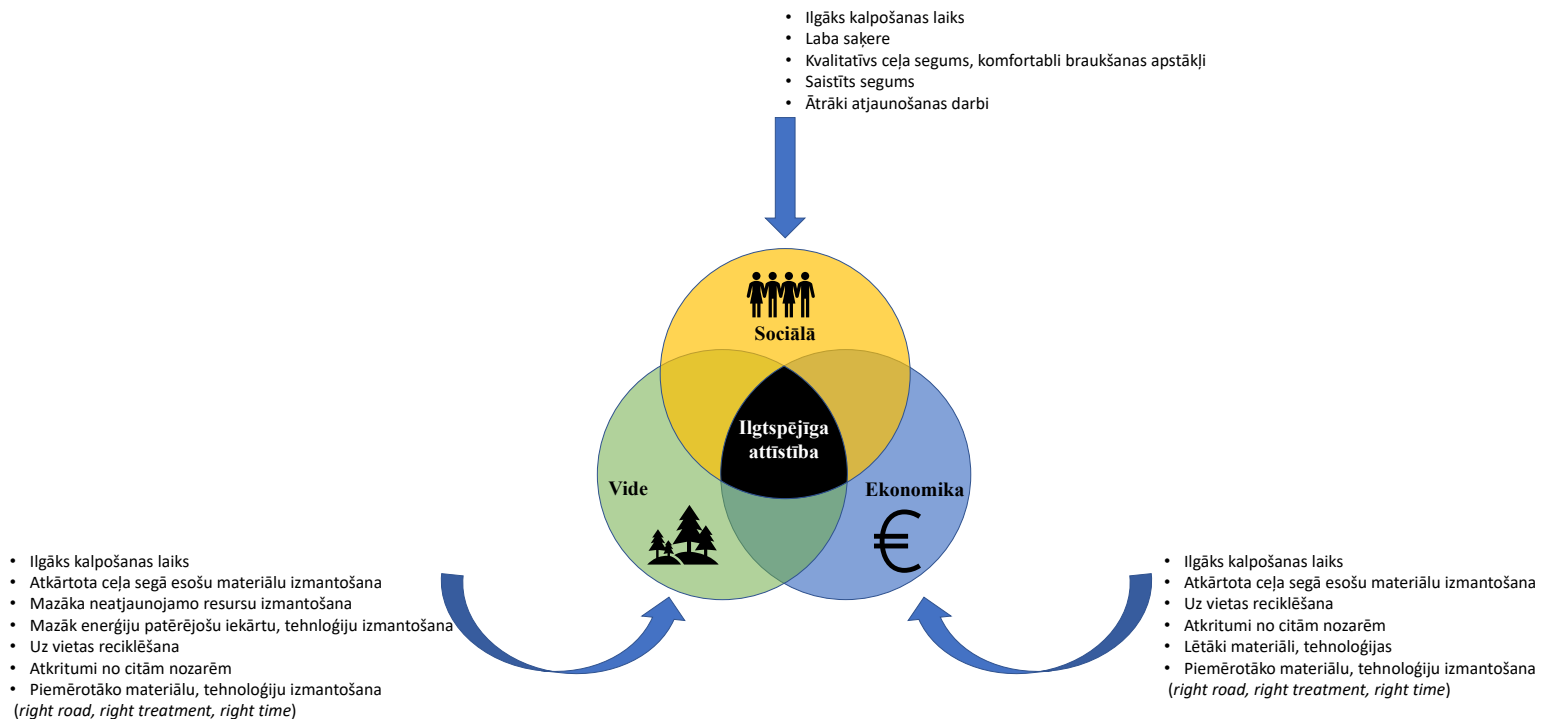 • Ilgāks kalpošanas laiks
• Laba saķere
• Kvalitatīvs ceļa segums, komfortabli braukšanas apstākļi
• Saistīts segums
• Ātrāki atjaunošanas darbi
Sociālā
Ilgtspējīga
attīstība
Vide
Ekonomika
€
• Ilgāks kalpošanas laiks
• Atkārtota ceļa segā esošu materiālu izmantošana
• Mazāka neatjaunojamo resursu izmantošana
• Mazāk enerģiju patērējošu iekārtu, tehnloģiju izmantošana
• Uz vietas reciklēšana
• Atkritumi no citām nozarēm
• Piemērotāko materiālu, tehnoloģiju izmantošana
(right road, right treatment, right time)
• Ilgāks kalpošanas laiks
• Atkārtota ceļa segā esošu materiālu izmantošana
• Uz vietas reciklēšana
• Atkritumi no citām nozarēm
• Lētāki materiāli, tehnoloģijas
• Piemērotāko materiālu, tehnoloģiju izmantošana
(right road, right treatment, right time)